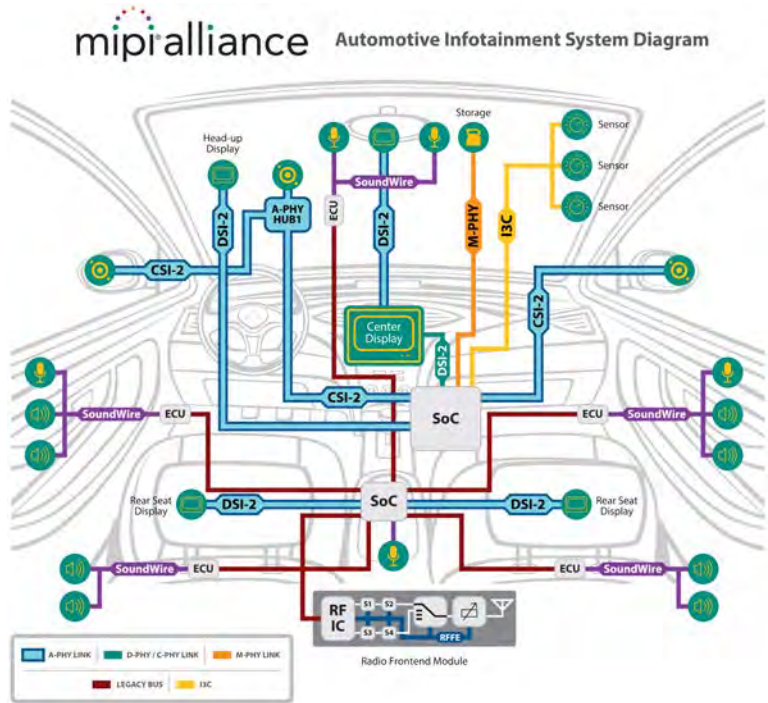 mipi alliance
Automotive Infotainment System Diagram
Storage
Sensor
Head-up
Display
Sensor
SoundWire
A-PHY
HUB1
ECU
Sensor
DSI-2
DSI-2
M-PHY
I3C
CSI-2
CSI-2
Center
Display
DSI-2
CSI-2
SoC
SoundWire
ECU
ECU
SoundWire
Rear Seat
Display
DSI-2
SoC
DSI-2
Rear Seat
Display
SoundWire
ECU
ECU
SoundWire
RF
IC
S1
S2
S3
S4
RFFE
Radio Frontend Module
A-PHY LINK
D-PHY / C-PHY LINK
M-PHY LINK
LEGACY BUS
I3C